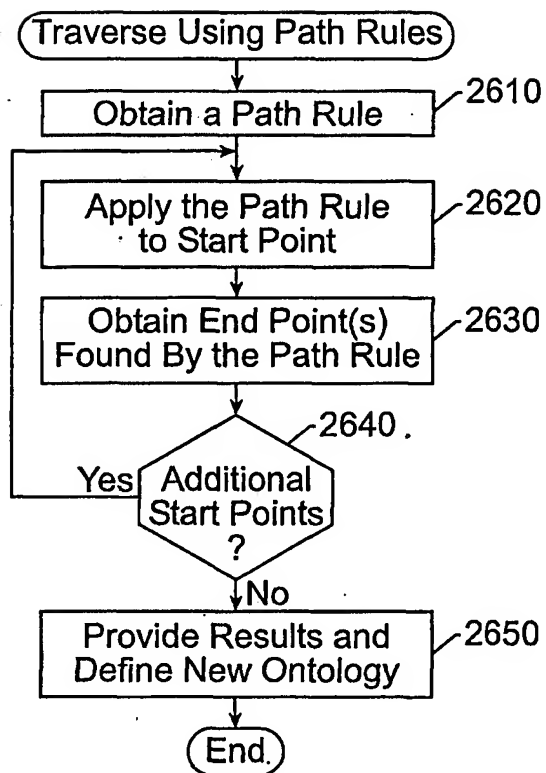 Traverse Using Path Rules
2610
Obtain a Path Rule
2620
Apply the Path Rule
to Start Point
2630
Obtain End Point(s)
Found By the Path Rule
2640
Yes
Additional
Start Points
?
No
2650
Provide Results and
Define New Ontology
End